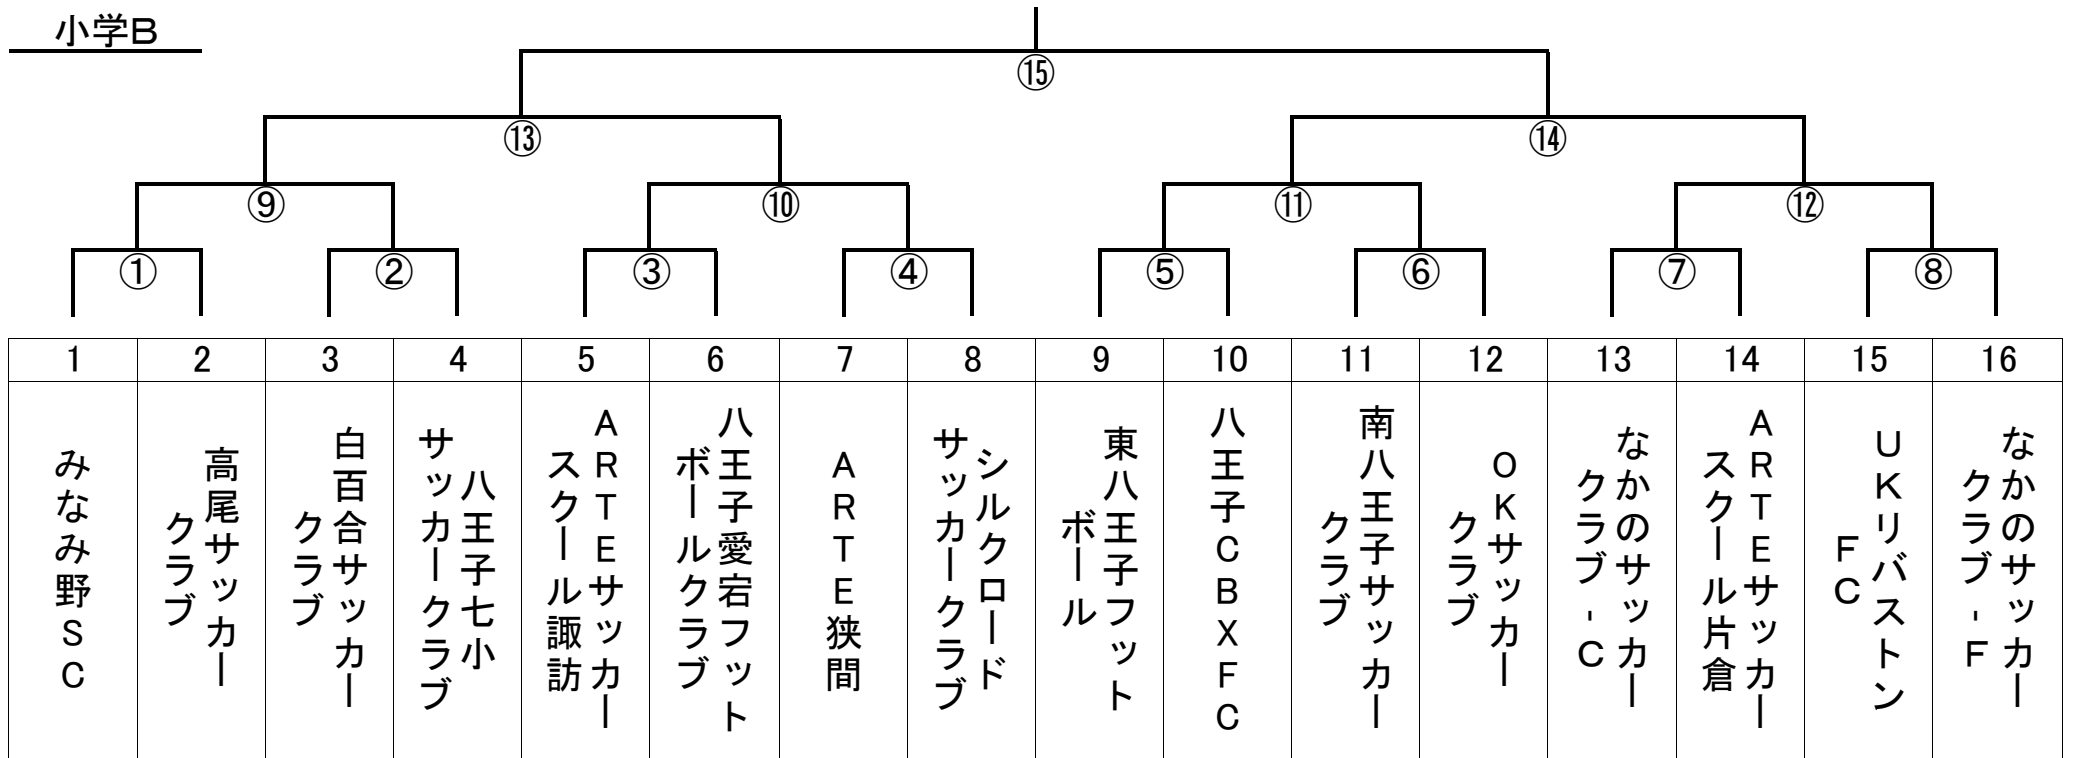 小学B
⑮
⑬
⑭
⑨
⑩
⑪
⑫
①
②
③
④
⑤
⑥
⑦
⑧
1
2
3
4
5
6
7
8
9
10
11
12
13
14
15
16
みなみ野SC
高尾サッカー
クラブ
白百合サッカー
クラブ
八王子七小
サッカークラブ
ARTEサッカー
スクール諏訪
八王子愛宕フット
ボールクラブ
ARTE狭間
シルクロード
サッカークラブ
東八王子フット
ボール
八王子CBXFC
南八王子サッカー
クラブ
OKサッカー
クラブ
なかのサッカー
クラブ-C
ARTEサッカー
スクール片倉
UKリバストン
FC
なかのサッカー
クラブ-F